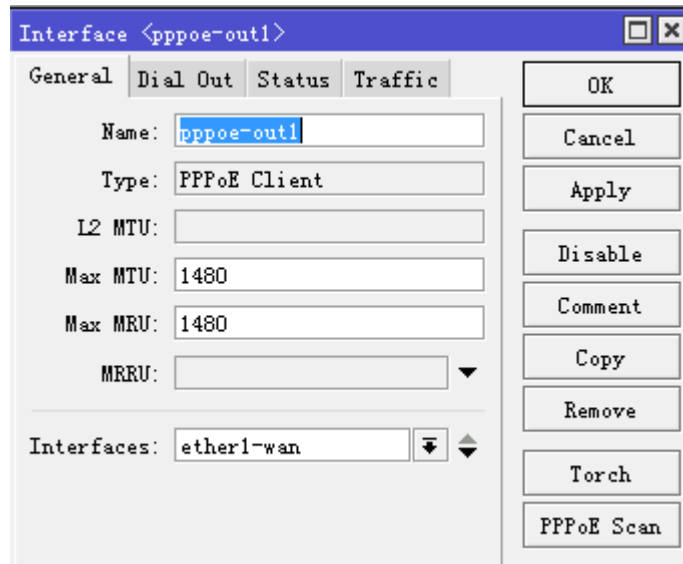 Interface <pppoe-out1>
General Dial Out Status Traffic
Name: pppoe-out1
Type: PPPoE Client
L2 MTU:
Max MTU: 1480
Max MRU: 1480
MRRU:
Interfaces: ether1-wan
OK
Cancel
Apply
Disable
Comment
Copy
Remove
Torch
PPPoE Scan